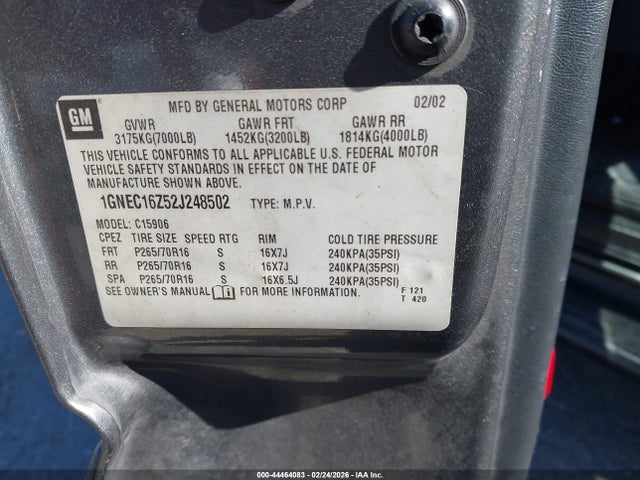 GM
MFD BY GENERAL MOTORS CORP 02/02
GVWR GAWR FRT GAWR RR
3175KG(7000LB) 1452KG(3200LB) 1814KG(4000LB)
THIS VEHICLE CONFORMS TO ALL APPLICABLE U.S. FEDERAL MOTOR
VEHICLE SAFETY STANDARDS IN EFFECT ON THE DATE OF
MANUFACTURE SHOWN ABOVE.
1GNEC16Z52J248502 TYPE: M.P.V.
MODEL: C15906
CPEZ TIRE SIZE SPEED RTG RIM COLD TIRE PRESSURE
FRT P265/70R16 S 16X7J 240KPA(35PSI)
RR P265/70R16 S 16X7J 240KPA(35PSI)
SPA P265/70R16 S 16X6.5J 240KPA(35PSI)
SEE OWNER'S MANUAL FOR MORE INFORMATION. F 121
T 420
000-44464083 - 02/24/2026 - IAA Inc.